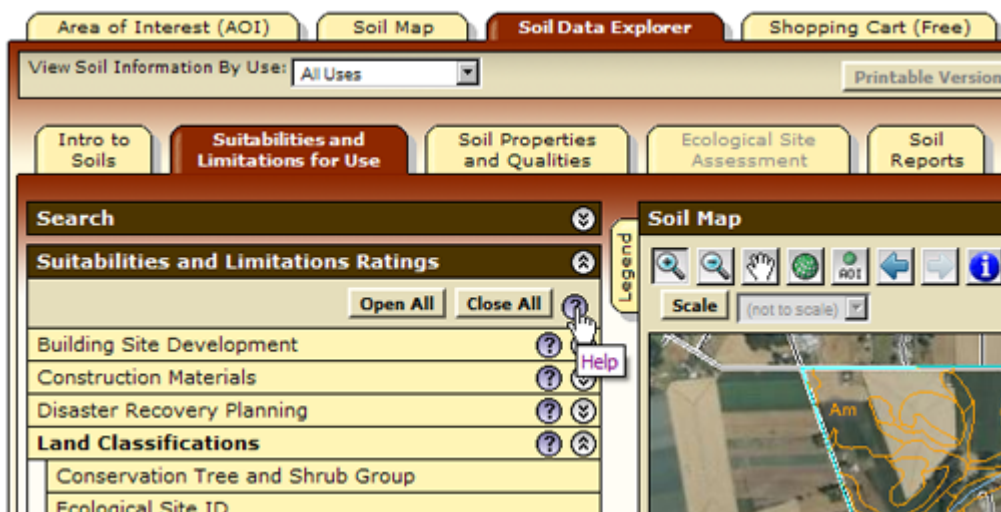 Area of Interest (AOI)
Soil Map
Soil Data Explorer
Shopping Cart (Free)
View Soil Information By Use:
All Uses
Printable Version
Intro to
Soils
Suitabilities and
Limitations for Use
Soil Properties
and Qualities
Ecological Site
Assessment
Soil
Reports
Search
Legend
Soil Map
Suitabilities and Limitations Ratings
AOI
i
Open All
Close All
?
Scale
(not to scale)
Building Site Development
?
Help
Construction Materials
?
Disaster Recovery Planning
?
Am
Land Classifications
?
Conservation Tree and Shrub Group
Ecological Site ID